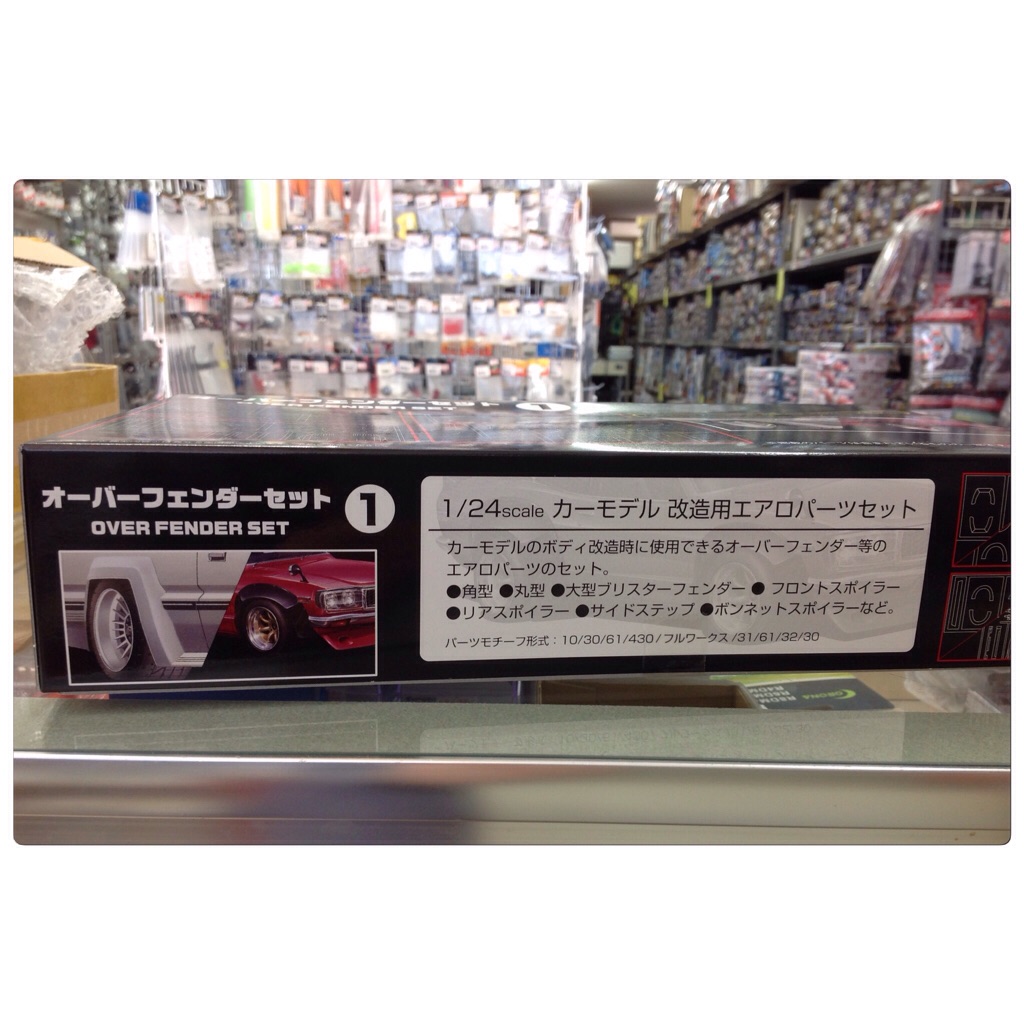 オーバーフェンダーセット 1
OVER FENDER SET
1/24scale カーモデル 改造用エアロパーツセット
カーモデルのボディ改造時に使用できるオーバーフェンダー等の
エアロパーツのセット。
●角型 ●丸型 ●大型ブリスターフェンダー ● フロントスポイラー
●リアスポイラー ●サイドステップ ●ボンネットスポイラーなど。
パーツモチーフ形式：10/30/61/430/フルワークス/31/61/32/30